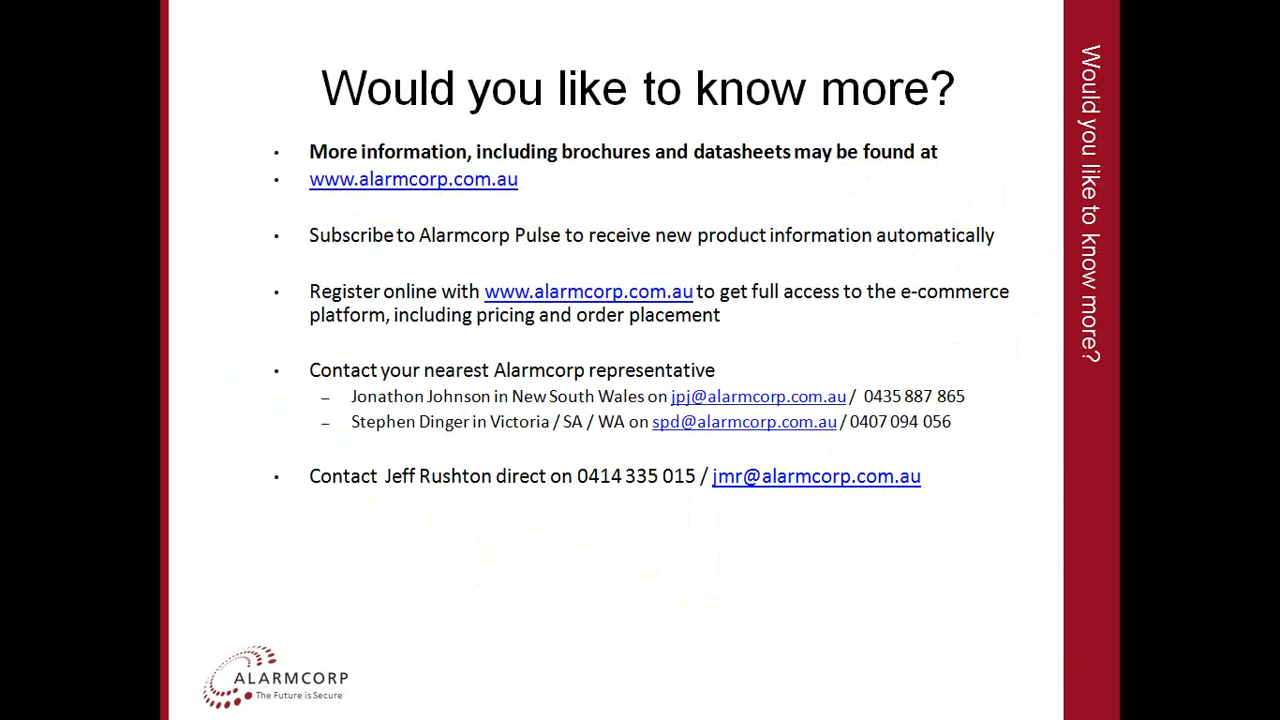 Would you like to know more?
• More information, including brochures and datasheets may be found at
• www.alarmcorp.com.au
• Subscribe to Alarmcorp Pulse to receive new product information automatically
• Register online with www.alarmcorp.com.au to get full access to the e-commerce
platform, including pricing and order placement
• Contact your nearest Alarmcorp representative
– Jonathon Johnson in New South Wales on jpj@alarmcorp.com.au / 0435 887 865
– Stephen Dinger in Victoria / SA / WA on spd@alarmcorp.com.au / 0407 094 056
• Contact Jeff Rushton direct on 0414 335 015 / jmr@alarmcorp.com.au
ALARMCORP
The Future is Secure
Would you like to know more?